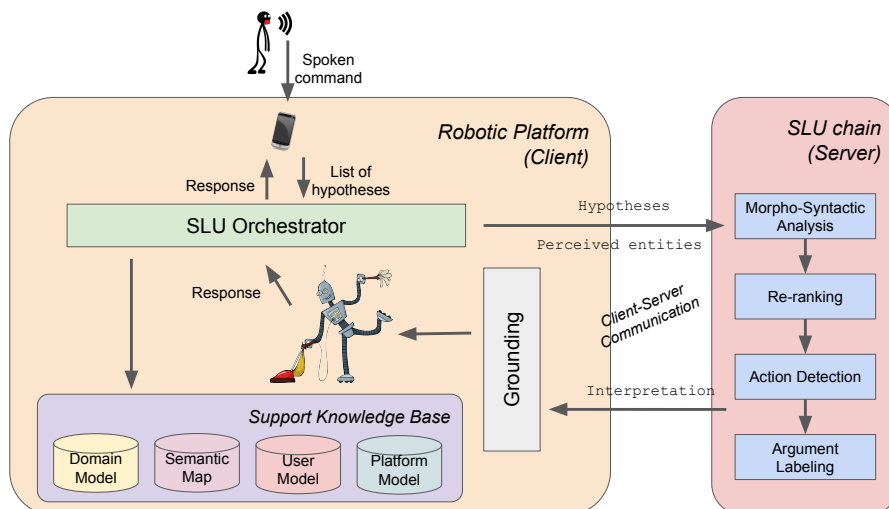 Spoken
command
Robotic Platform
(Client)
SLU chain
(Server)
Response
List of
hypotheses
SLU Orchestrator
Hypotheses
Perceived entities
Morpho-Syntactic
Analysis
Re-ranking
Response
Grounding
Client-Server
Communication
Action Detection
Interpretation
Support Knowledge Base
Domain
Model
Semantic
Map
User
Model
Platform
Model
Argument
Labeling